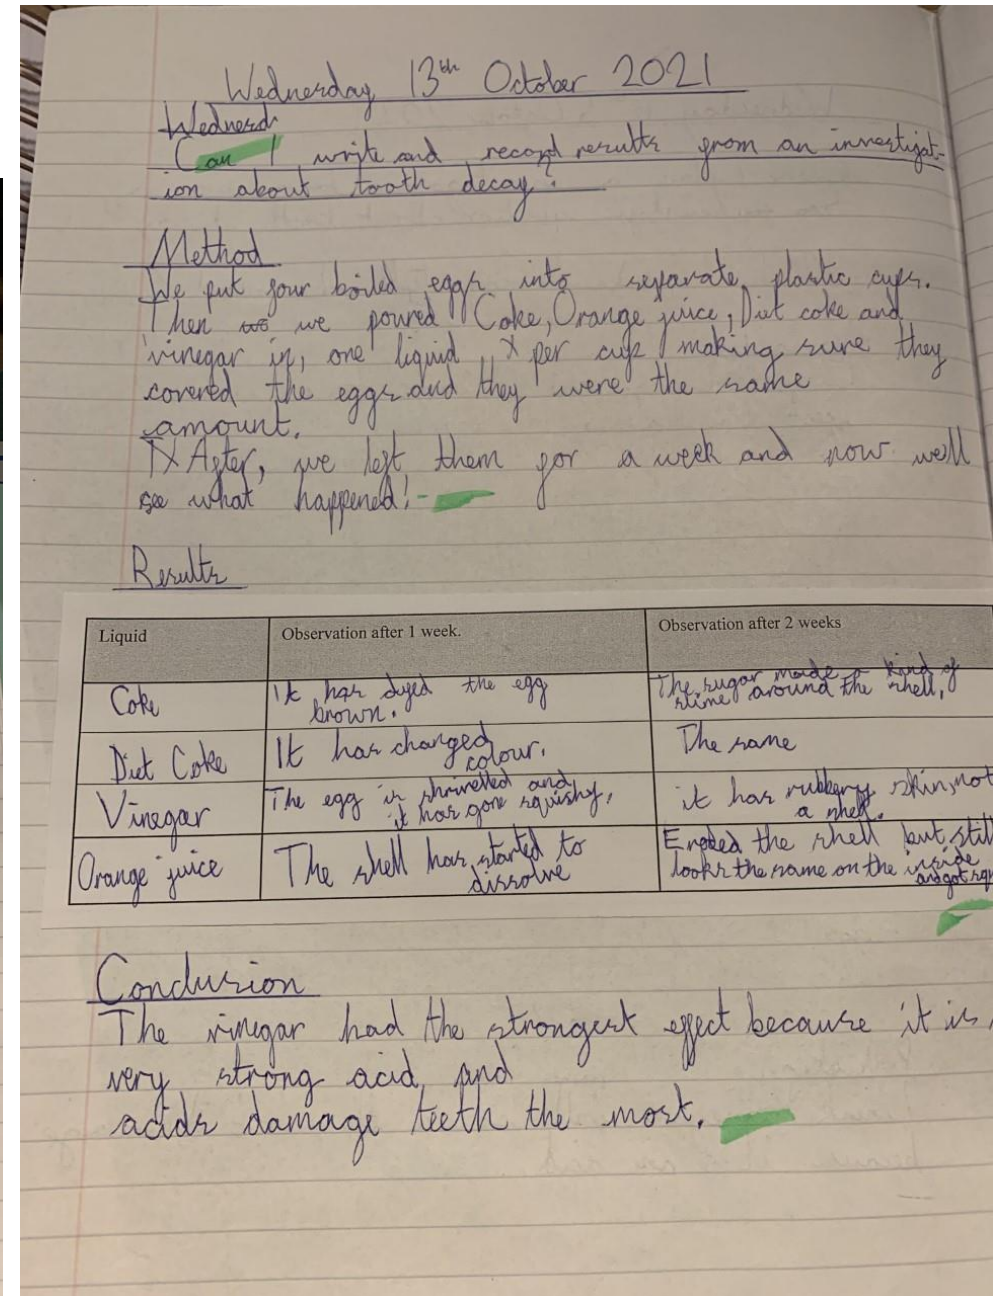 Wednesday 13th October 2021
Wednesd
Can I write and record results from an investigat-
ion about tooth decay?
Method
We put four boiled eggs into separate plastic cups.
Then we we poured Coke, Orange juice, Diet coke and
vinegar in, one liquid x per cup making sure they
covered the eggs and they were the same
amount.
After, we left them for a week and now well
see what happened!-
Results
Liquid
Observation after 1 week.
Observation after 2 weeks
Coke
It has dyed the egg
brown.
The sugar made a kind of
slime around the shell,
Diet Coke
It has changed
colour.
The same
Vinegar
The egg is shrivelled and
it has gone squishy,
it has rubbery skin, not
a shell.
Orange juice
The shell has started to
dissolve
Eroded the shell but still
looks the same on the inside
and got squ
Conclusion
The vinegar had the strongest effect because it is
very strong acid, and
acids damage teeth the most.